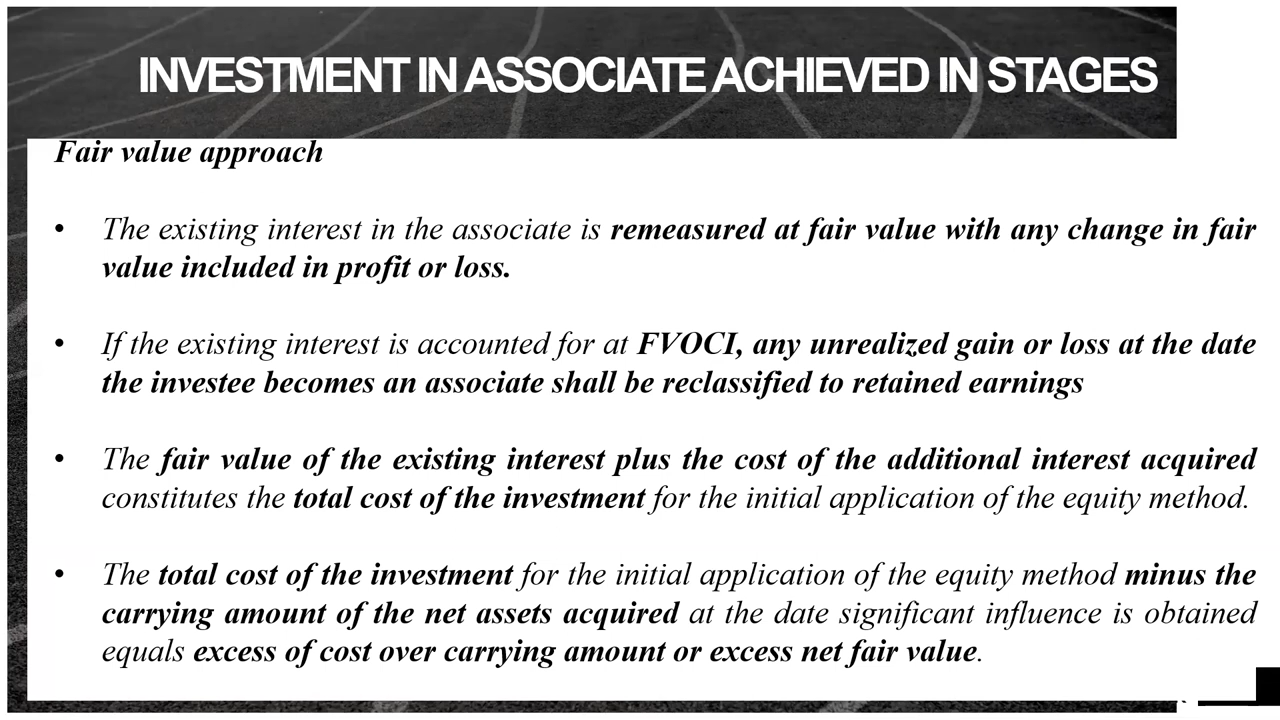 INVESTMENT IN ASSOCIATE ACHIEVED IN STAGES
Fair value approach
• The existing interest in the associate is remeasured at fair value with any change in fair
value included in profit or loss.
• If the existing interest is accounted for at FVOCI, any unrealized gain or loss at the date
the investee becomes an associate shall be reclassified to retained earnings
• The fair value of the existing interest plus the cost of the additional interest acquired
constitutes the total cost of the investment for the initial application of the equity method.
• The total cost of the investment for the initial application of the equity method minus the
carrying amount of the net assets acquired at the date significant influence is obtained
equals excess of cost over carrying amount or excess net fair value.